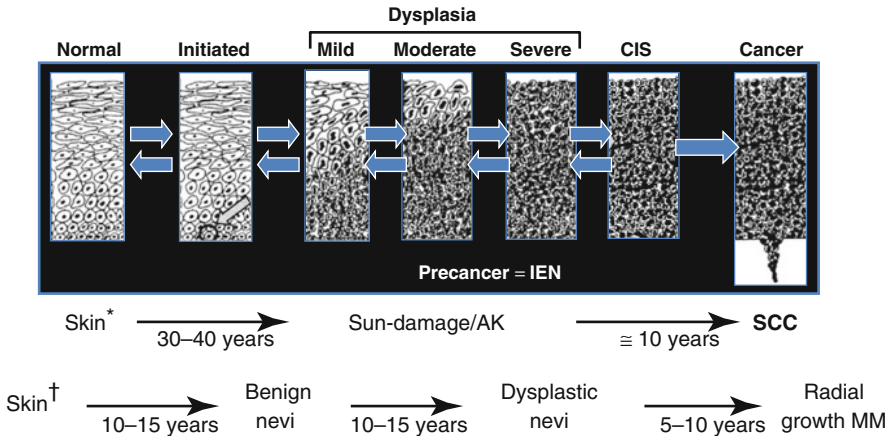 Dysplasia
Normal Initiated Mild Moderate Severe CIS Cancer
Precancer = IEN
Skin* 30–40 years Sun-damage/AK ≅ 10 years SCC
Skin† 10–15 years Benign nevi 10–15 years Dysplastic nevi 5–10 years Radial growth MM